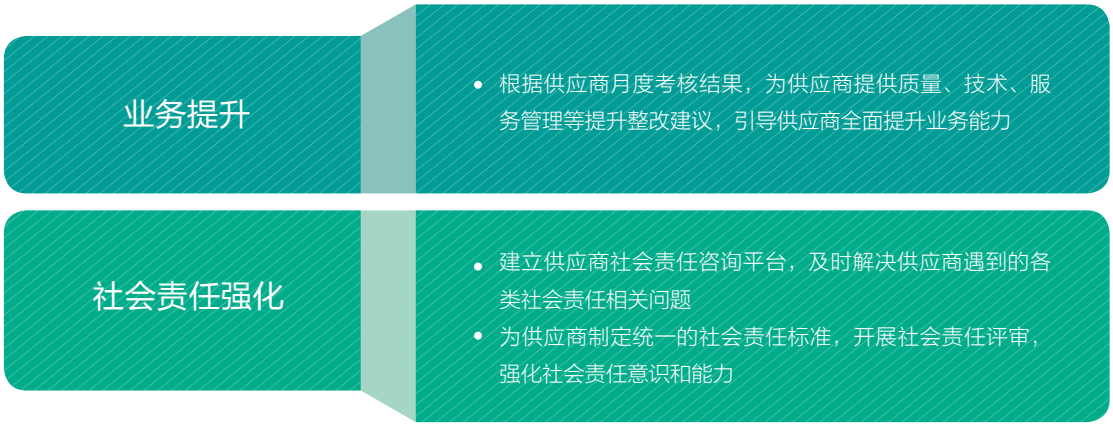 业务提升
• 根据供应商月度考核结果，为供应商提供质量、技术、服
务管理等提升整改建议，引导供应商全面提升业务能力
社会责任强化
• 建立供应商社会责任咨询平台，及时解决供应商遇到的各
类社会责任相关问题
• 为供应商制定统一的社会责任标准，开展社会责任评审，
强化社会责任意识和能力